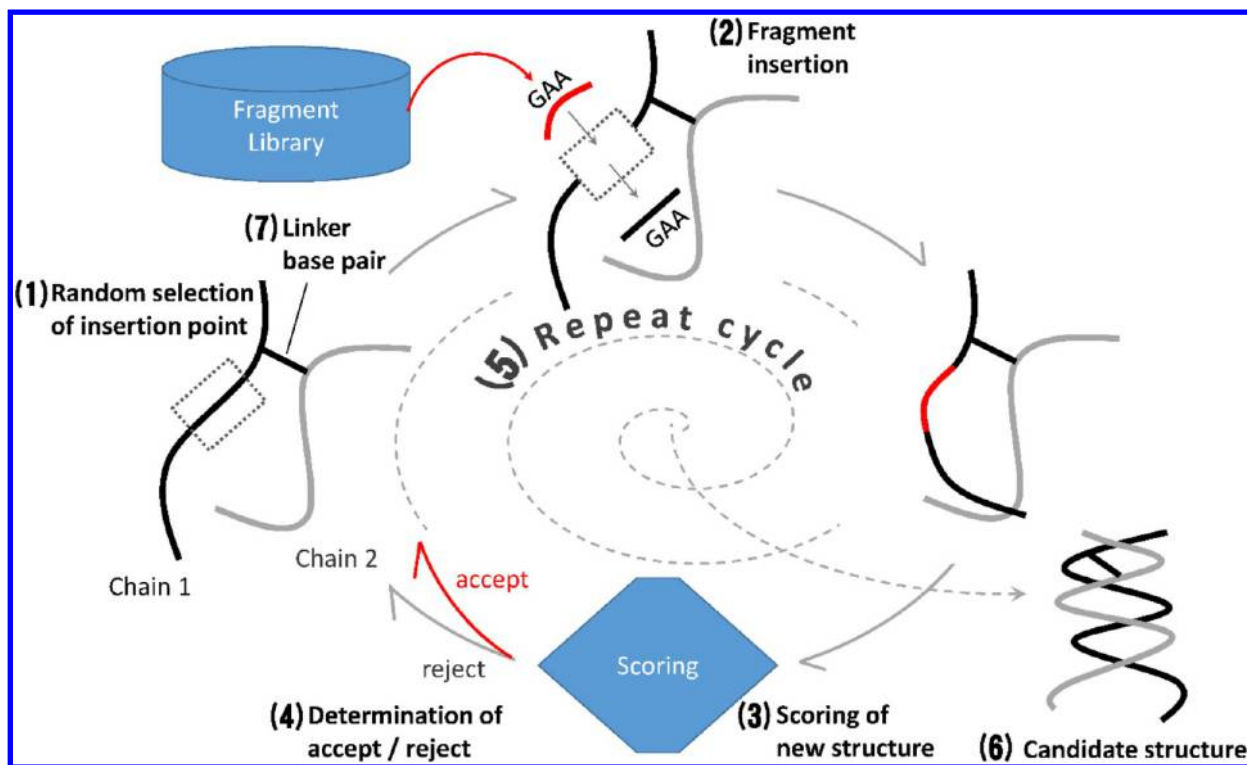 (2) Fragment
insertion
GAA
Fragment
Library
GAA
(7) Linker
base pair
(1) Random selection
of insertion point
(5) Repeat cycle
Chain 2
Chain 1
accept
reject
Scoring
(4) Determination of
accept / reject
(3) Scoring of
new structure
(6) Candidate structure